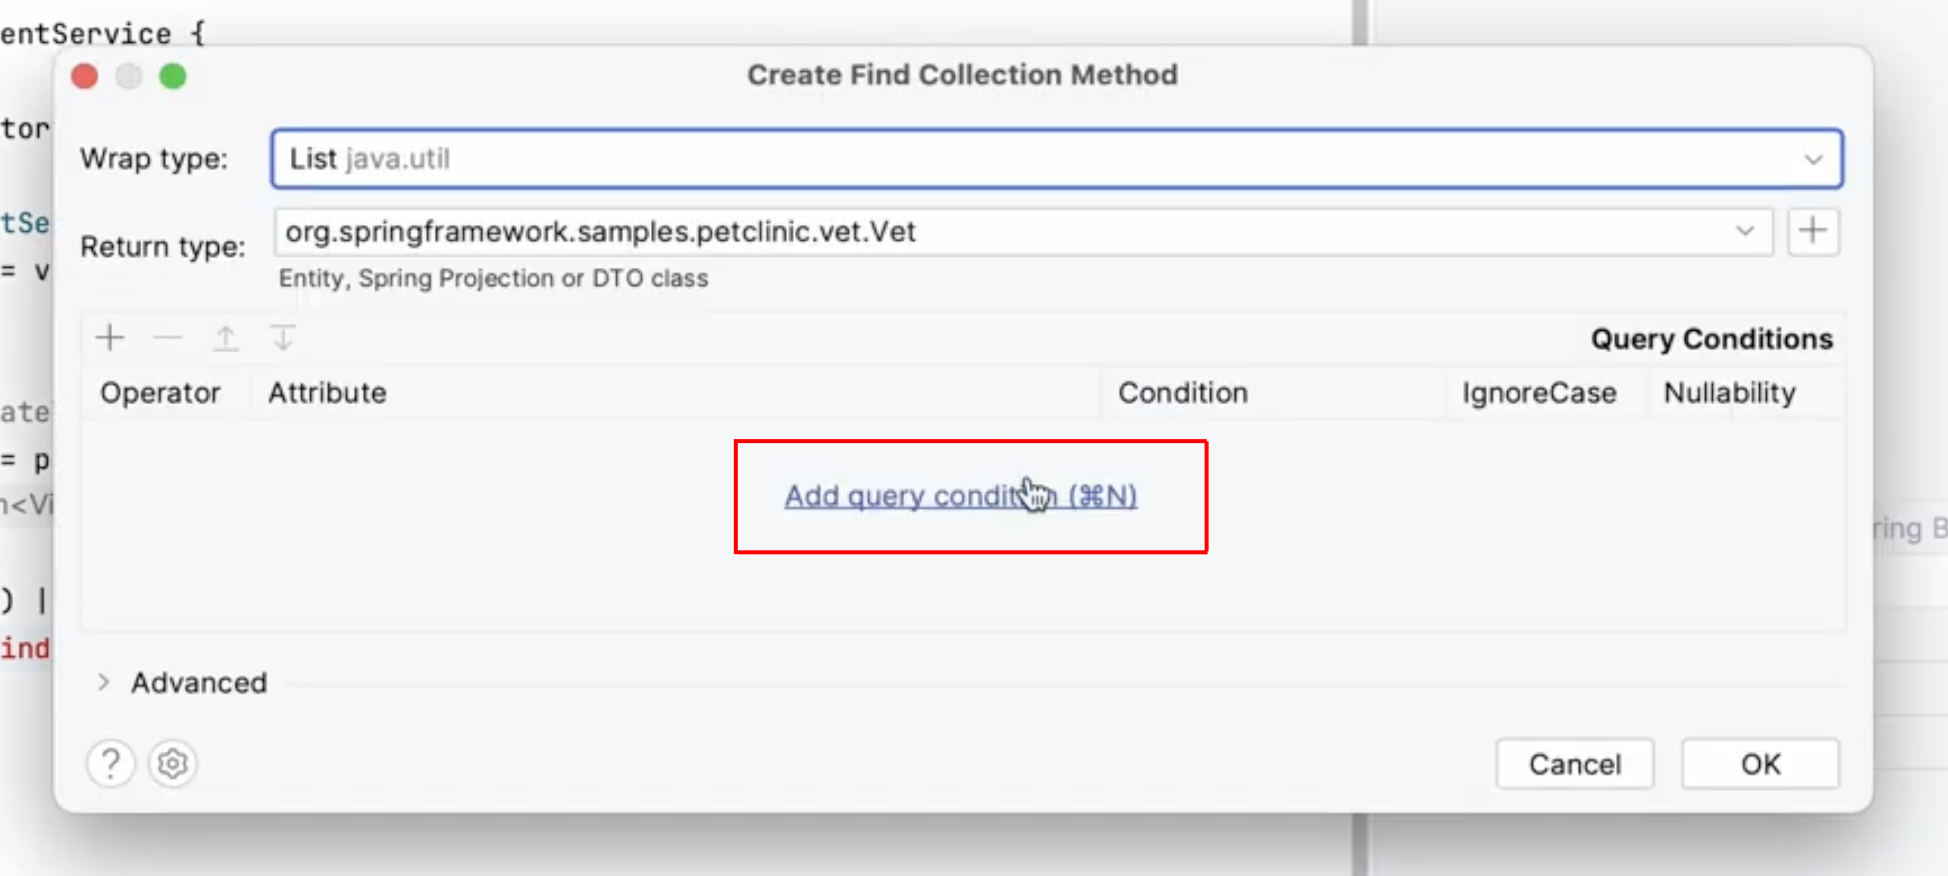 entService {
Create Find Collection Method
tor
Wrap type: List java.util
tSe
Return type: org.springframework.samples.petclinic.vet.Vet
= v
Entity, Spring Projection or DTO class
Query Conditions
Operator Attribute Condition IgnoreCase Nullability
ate
= p
Add query condition (⌘N)
n<Vi
ring B
) |
ind
Advanced
? Cancel OK